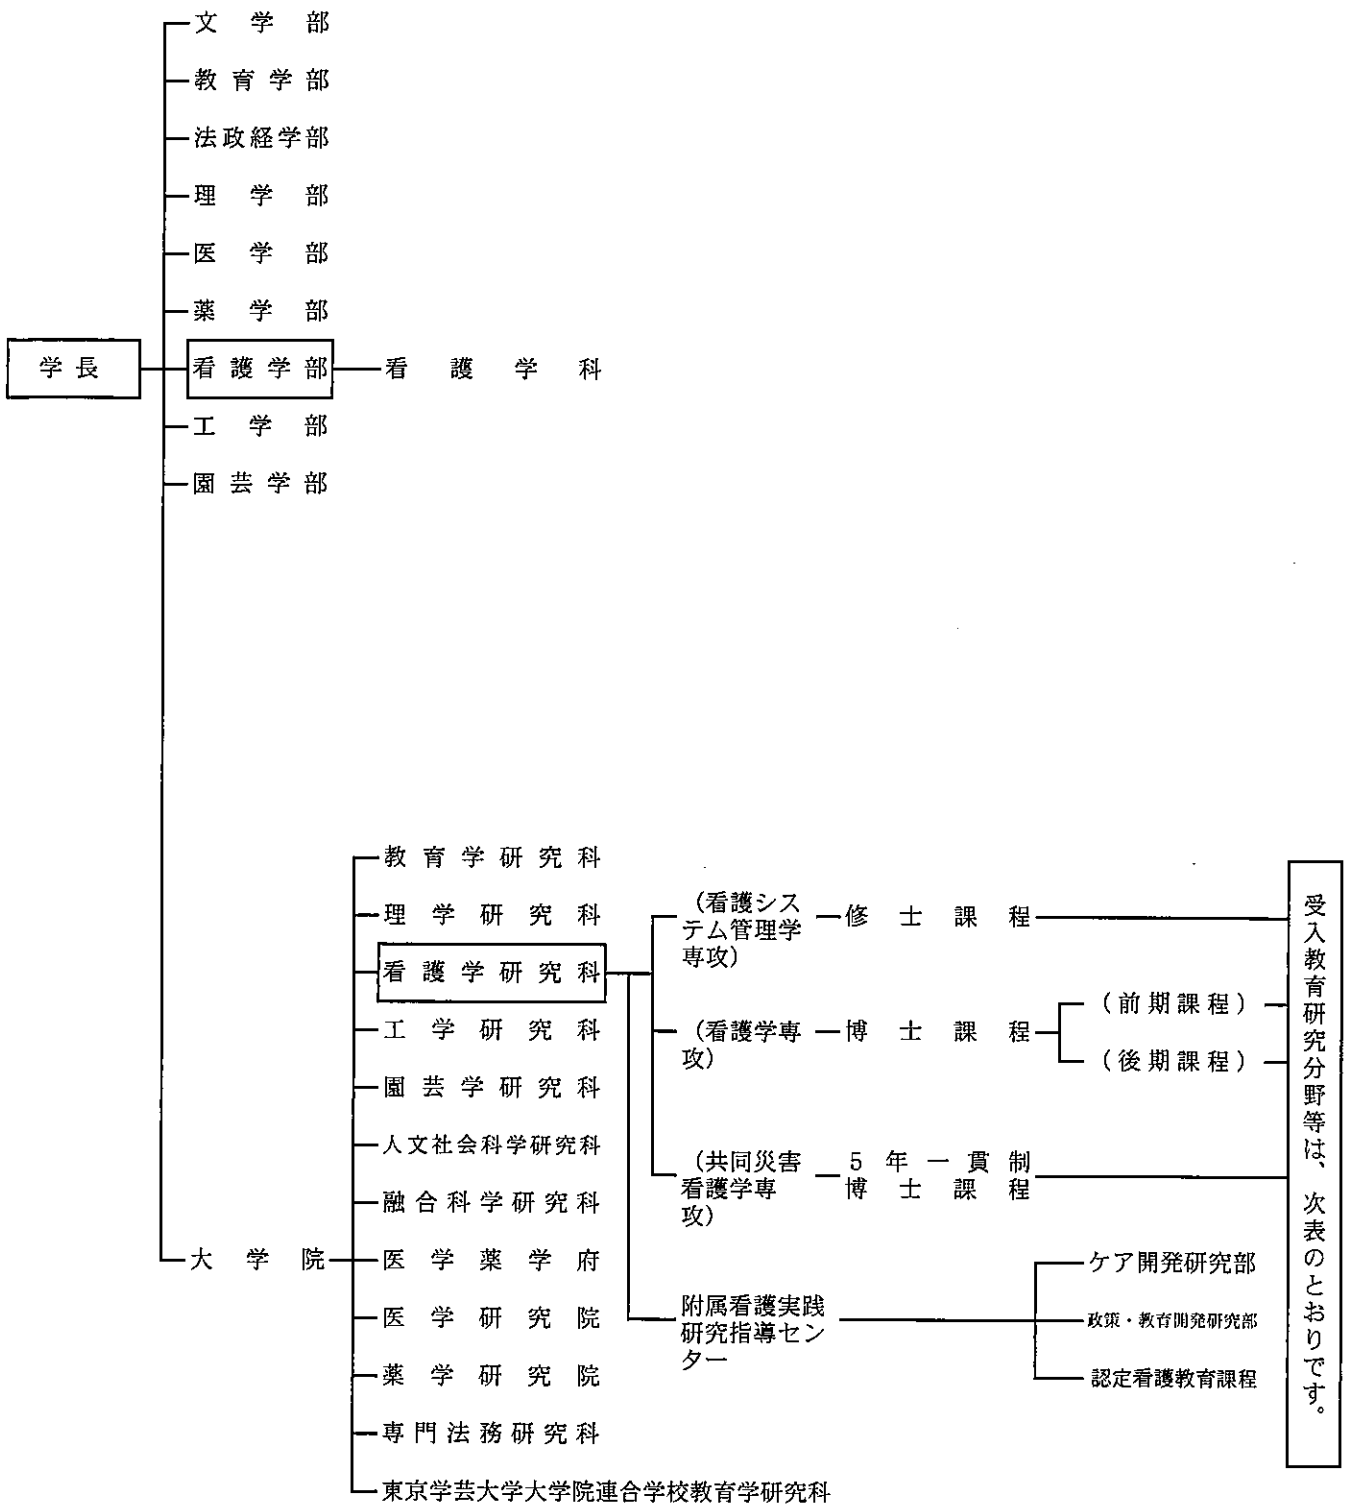 文学部
教育学部
法政経学部
理学部
医学部
薬学部
学長
看護学部
看護学科
工学部
園芸学部
大学院
教育学研究科
理学研究科
看護学研究科
工学研究科
園芸学研究科
人文社会科学研究科
融合科学研究科
医学薬学府
医学研究院
薬学研究院
専門法務研究科
東京学芸大学大学院連合学校教育学研究科
（看護シス
テム管理学
専攻）
修士課程
（看護学専
攻）
博士課程
（前期課程）
（後期課程）
（共同災害
看護学専
攻）
5年一貫制
博士課程
附属看護実践
研究指導セン
ター
ケア開発研究部
政策・教育開発研究部
認定看護教育課程
受入教育研究分野等は、次表のとおりです。